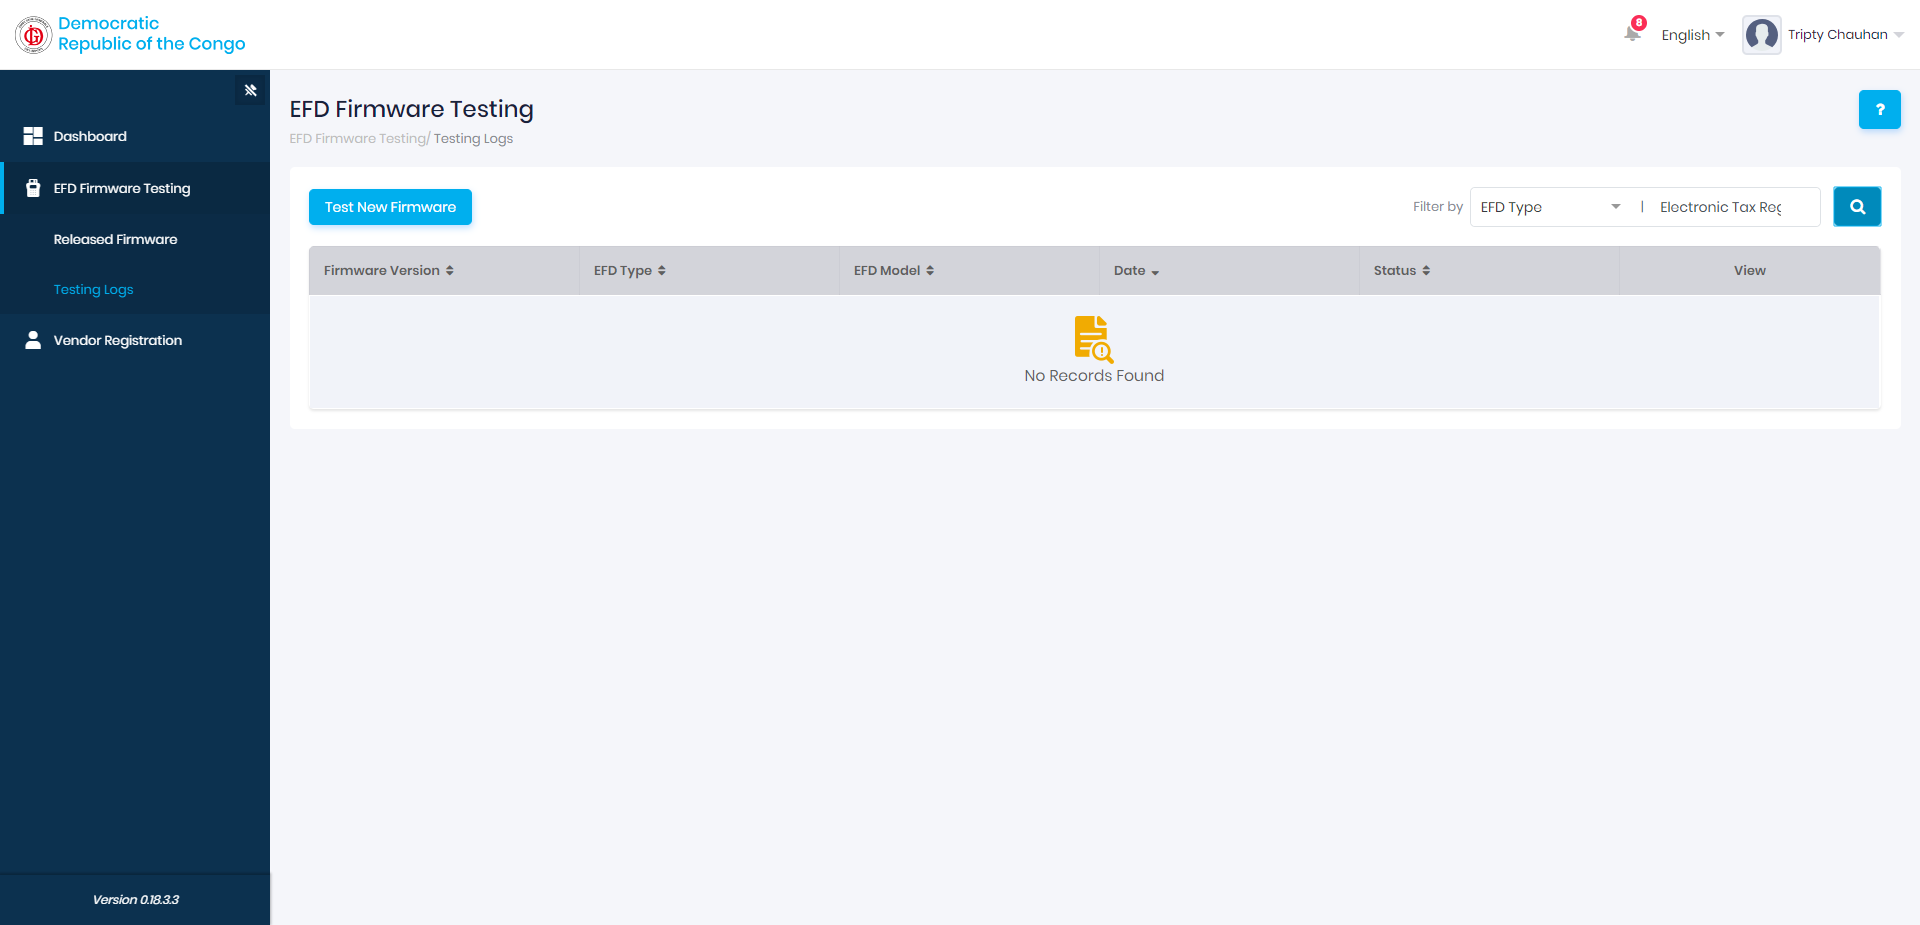 Democratic
Republic of the Congo
8
English
Tripty Chauhan
Dashboard
EFD Firmware Testing
Released Firmware
Testing Logs
Vendor Registration
Version 0.18.3.3
EFD Firmware Testing
EFD Firmware Testing/ Testing Logs
?
Test New Firmware
Filter by
EFD Type
|
Electronic Tax Reg
Firmware Version
EFD Type
EFD Model
Date
Status
View
No Records Found